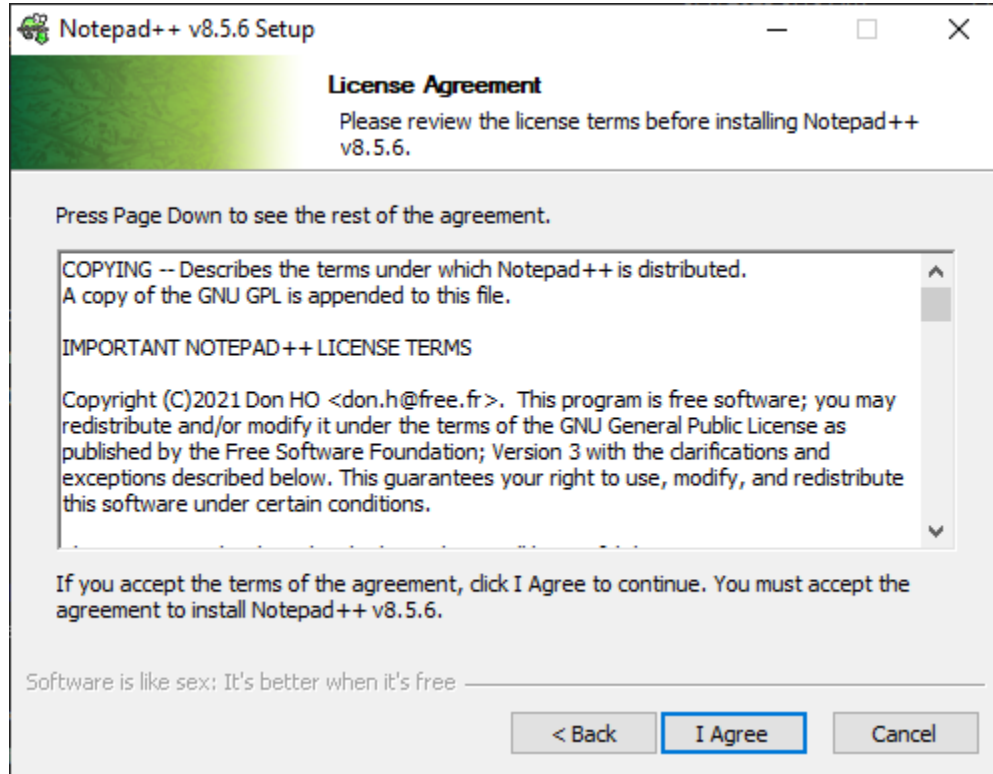 Notepad++ v8.5.6 Setup
License Agreement
Please review the license terms before installing Notepad++
v8.5.6.
Press Page Down to see the rest of the agreement.
COPYING -- Describes the terms under which Notepad++ is distributed.
A copy of the GNU GPL is appended to this file.
IMPORTANT NOTEPAD++ LICENSE TERMS
Copyright (C)2021 Don HO <don.h@free.fr>.  This program is free software; you may
redistribute and/or modify it under the terms of the GNU General Public License as
published by the Free Software Foundation; Version 3 with the clarifications and
exceptions described below. This guarantees your right to use, modify, and redistribute
this software under certain conditions.
If you accept the terms of the agreement, click I Agree to continue. You must accept the
agreement to install Notepad++ v8.5.6.
Software is like sex: It's better when it's free
< Back
I Agree
Cancel